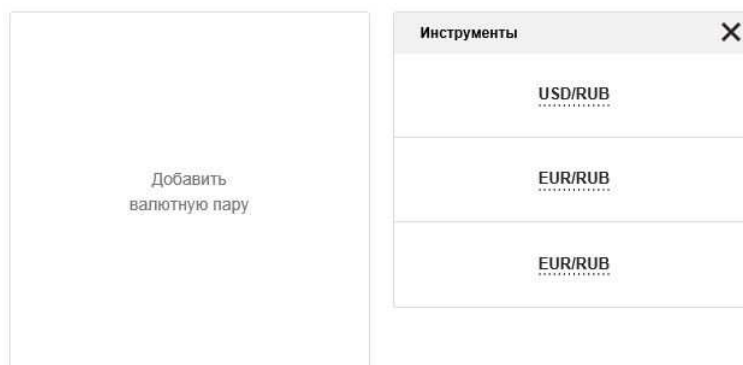 Добавить
валютную пару
Инструменты
USD/RUB
EUR/RUB
EUR/RUB